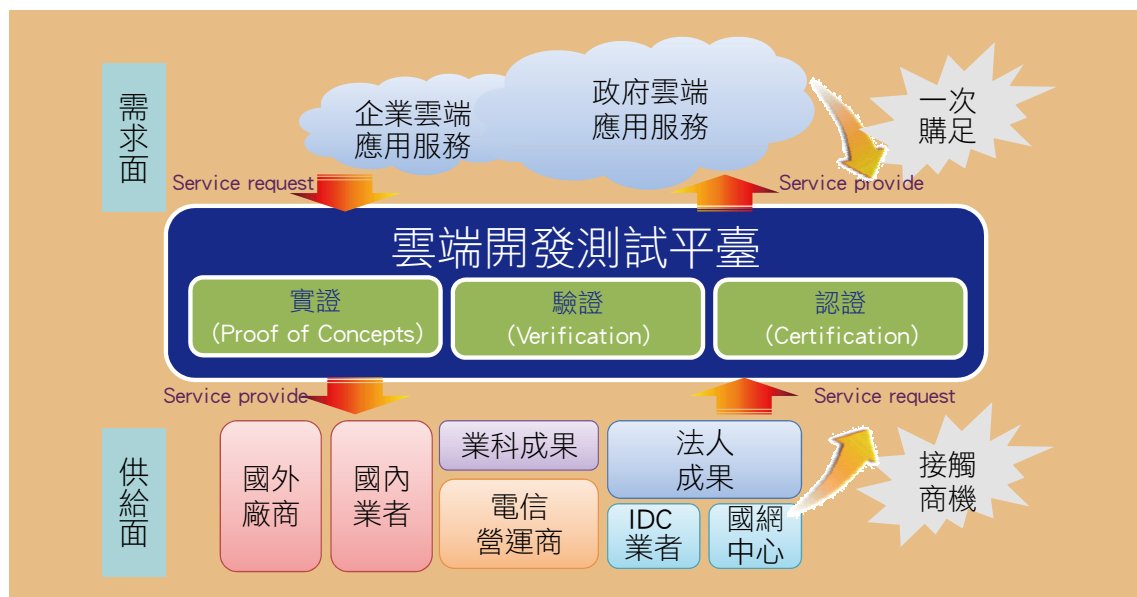 需求面
企業雲端
應用服務
政府雲端
應用服務
一次
購足
Service request
Service provide
雲端開發測試平臺
實證
(Proof of Concepts)
驗證
(Verification)
認證
(Certification)
Service provide
Service request
供給面
國外
廠商
國內
業者
業科成果
電信
營運商
法人
成果
IDC
業者
國網
中心
接觸
商機